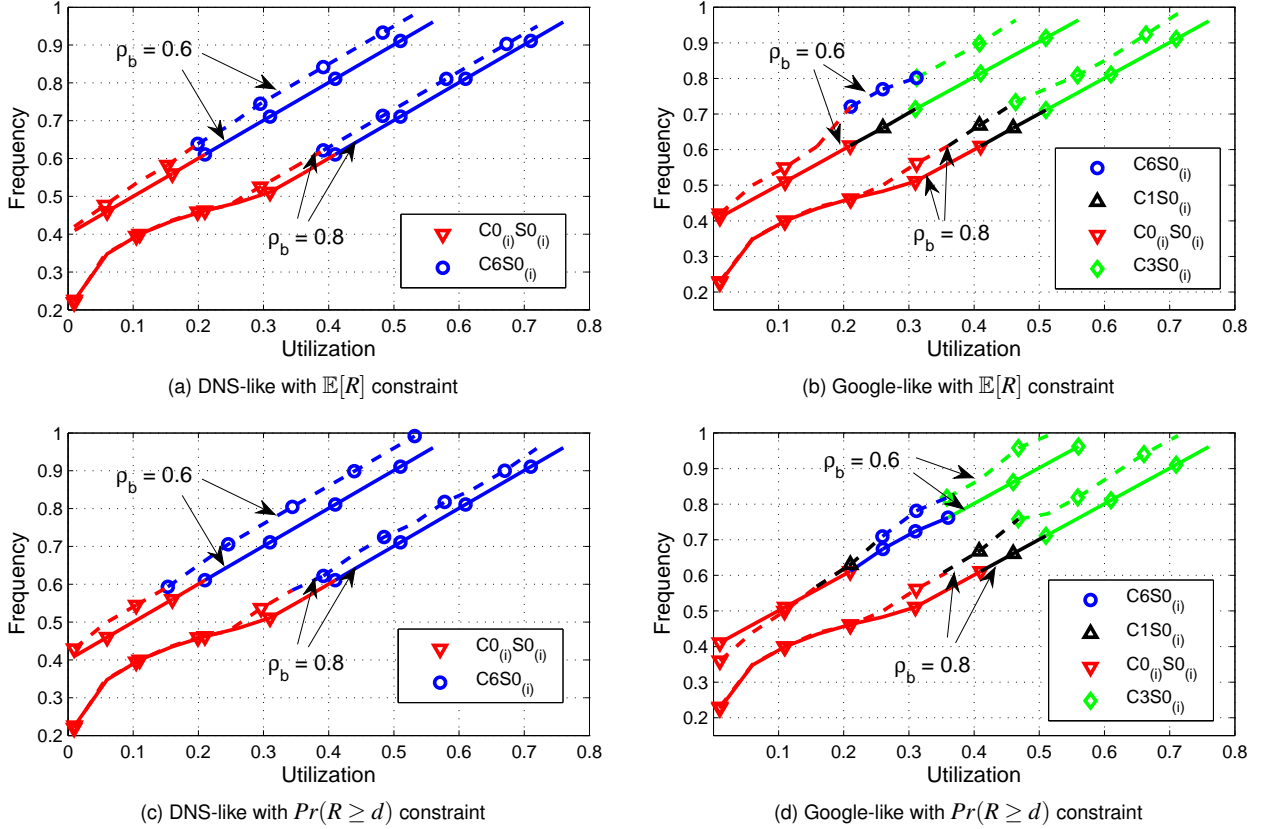 1
0.9
0.8
0.7
0.6
0.5
0.4
0.3
0.2
Frequency
0 0.1 0.2 0.3 0.4 0.5 0.6 0.7 0.8
Utilization
ρb = 0.6
ρb = 0.8
C0(i)S0(i)
C6S0(i)
(a) DNS-like with 𝔼[R] constraint
1
0.9
0.8
0.7
0.6
0.5
0.4
0.3
0.2
Frequency
0.1 0.2 0.3 0.4 0.5 0.6 0.7 0.8
Utilization
ρb = 0.6
ρb = 0.8
C6S0(i)
C1S0(i)
C0(i)S0(i)
C3S0(i)
(b) Google-like with 𝔼[R] constraint
1
0.9
0.8
0.7
0.6
0.5
0.4
0.3
0.2
Frequency
0 0.1 0.2 0.3 0.4 0.5 0.6 0.7 0.8
Utilization
ρb = 0.6
ρb = 0.8
C0(i)S0(i)
C6S0(i)
(c) DNS-like with Pr(R ≥ d) constraint
1
0.9
0.8
0.7
0.6
0.5
0.4
0.3
0.2
Frequency
0.1 0.2 0.3 0.4 0.5 0.6 0.7 0.8
Utilization
ρb = 0.6
ρb = 0.8
C6S0(i)
C1S0(i)
C0(i)S0(i)
C3S0(i)
(d) Google-like with Pr(R ≥ d) constraint